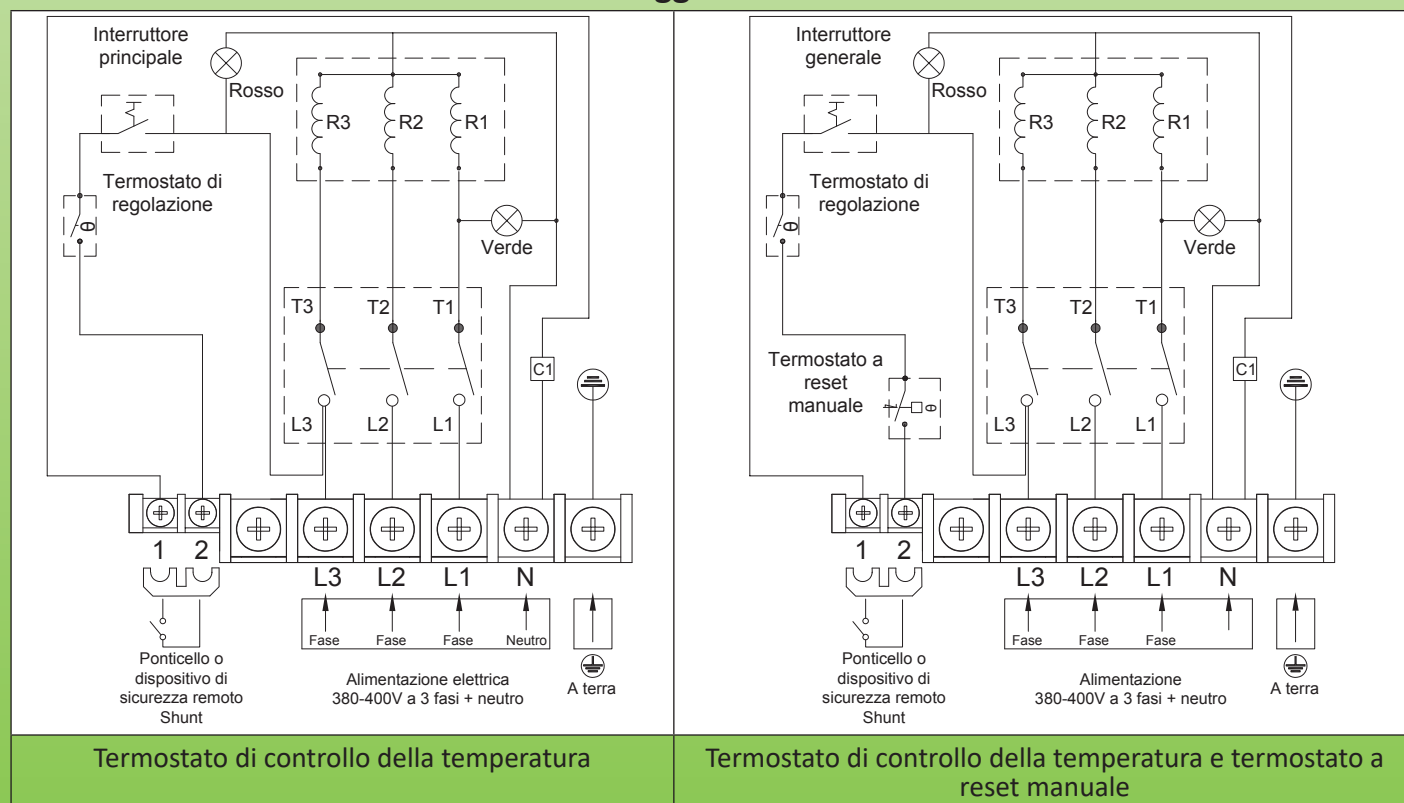 Interruttore
principale
Rosso
R3
R2
R1
Termostato di
regolazione
θ
Verde
T3
T2
T1
C1
L3
L2
L1
1
2
L3
L2
L1
N
Fase
Fase
Fase
Neutro
Ponticello o
dispositivo di
sicurezza remoto
Shunt
Alimentazione elettrica
380-400V a 3 fasi + neutro
A terra
Termostato di controllo della temperatura
Interruttore
generale
Rosso
R3
R2
R1
Termostato di
regolazione
θ
Verde
T3
T2
T1
Termostato a
reset
manuale
θ
C1
L3
L2
L1
1
2
L3
L2
L1
N
Fase
Fase
Fase
Ponticello o
dispositivo di
sicurezza remoto
Shunt
Alimentazione
380-400V a 3 fasi + neutro
A terra
Termostato di controllo della temperatura e termostato a
reset manuale